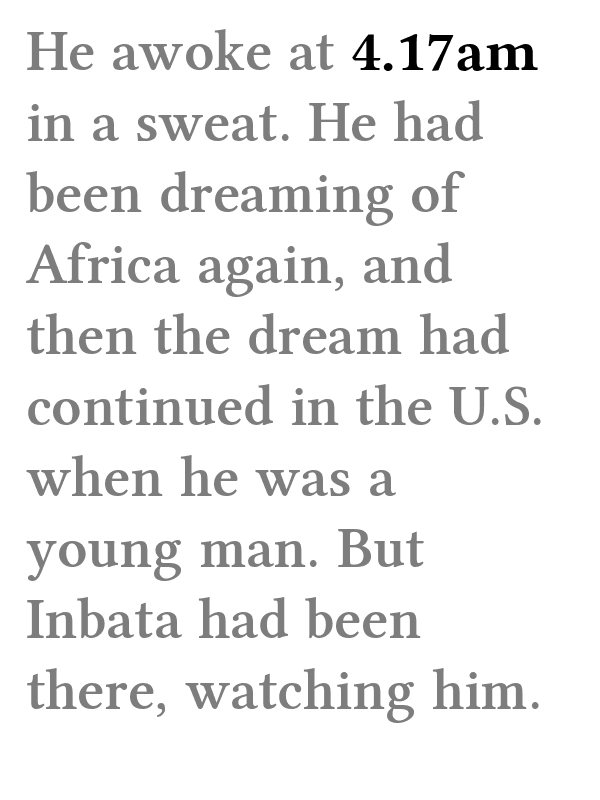 He awoke at 4.17am
in a sweat. He had
been dreaming of
Africa again, and
then the dream had
continued in the U.S.
when he was a
young man. But
Inbata had been
there, watching him.